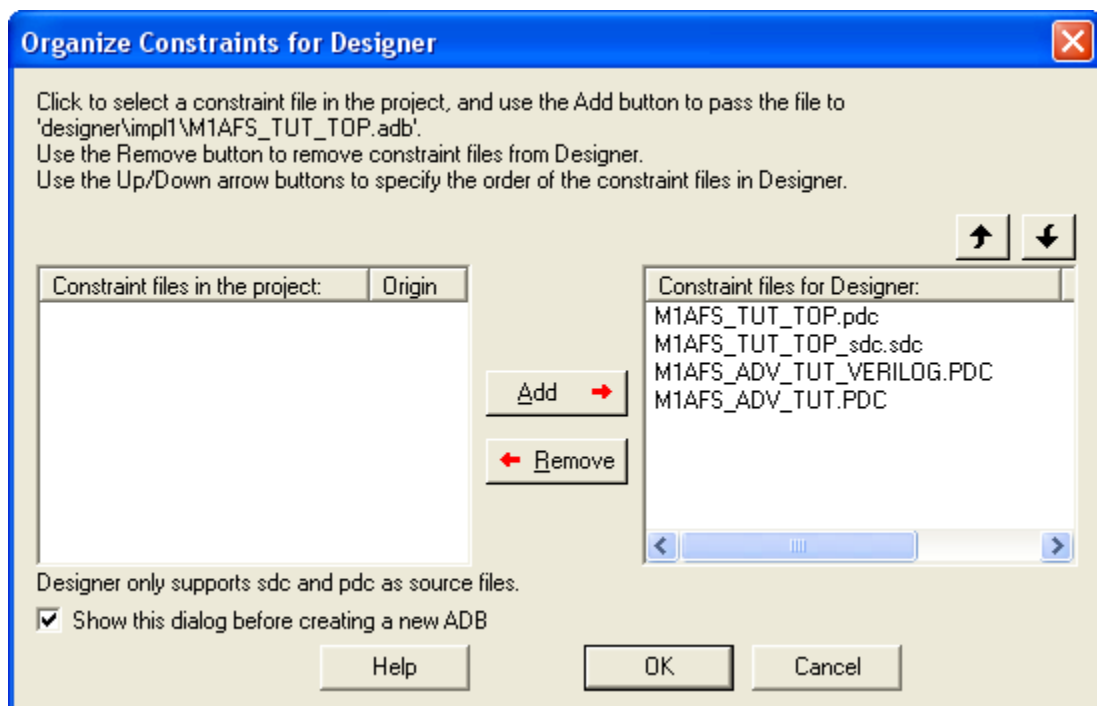 Organize Constraints for Designer
Click to select a constraint file in the project, and use the Add button to pass the file to
'designer\impl1\M1AFS_TUT_TOP.adb'.
Use the Remove button to remove constraint files from Designer.
Use the Up/Down arrow buttons to specify the order of the constraint files in Designer.
Constraint files in the project: Origin
Constraint files for Designer:
M1AFS_TUT_TOP.pdc
M1AFS_TUT_TOP_sdc.sdc
M1AFS_ADV_TUT_VERILOG.PDC
M1AFS_ADV_TUT.PDC
Add
Remove
Designer only supports sdc and pdc as source files.
Show this dialog before creating a new ADB
Help OK Cancel